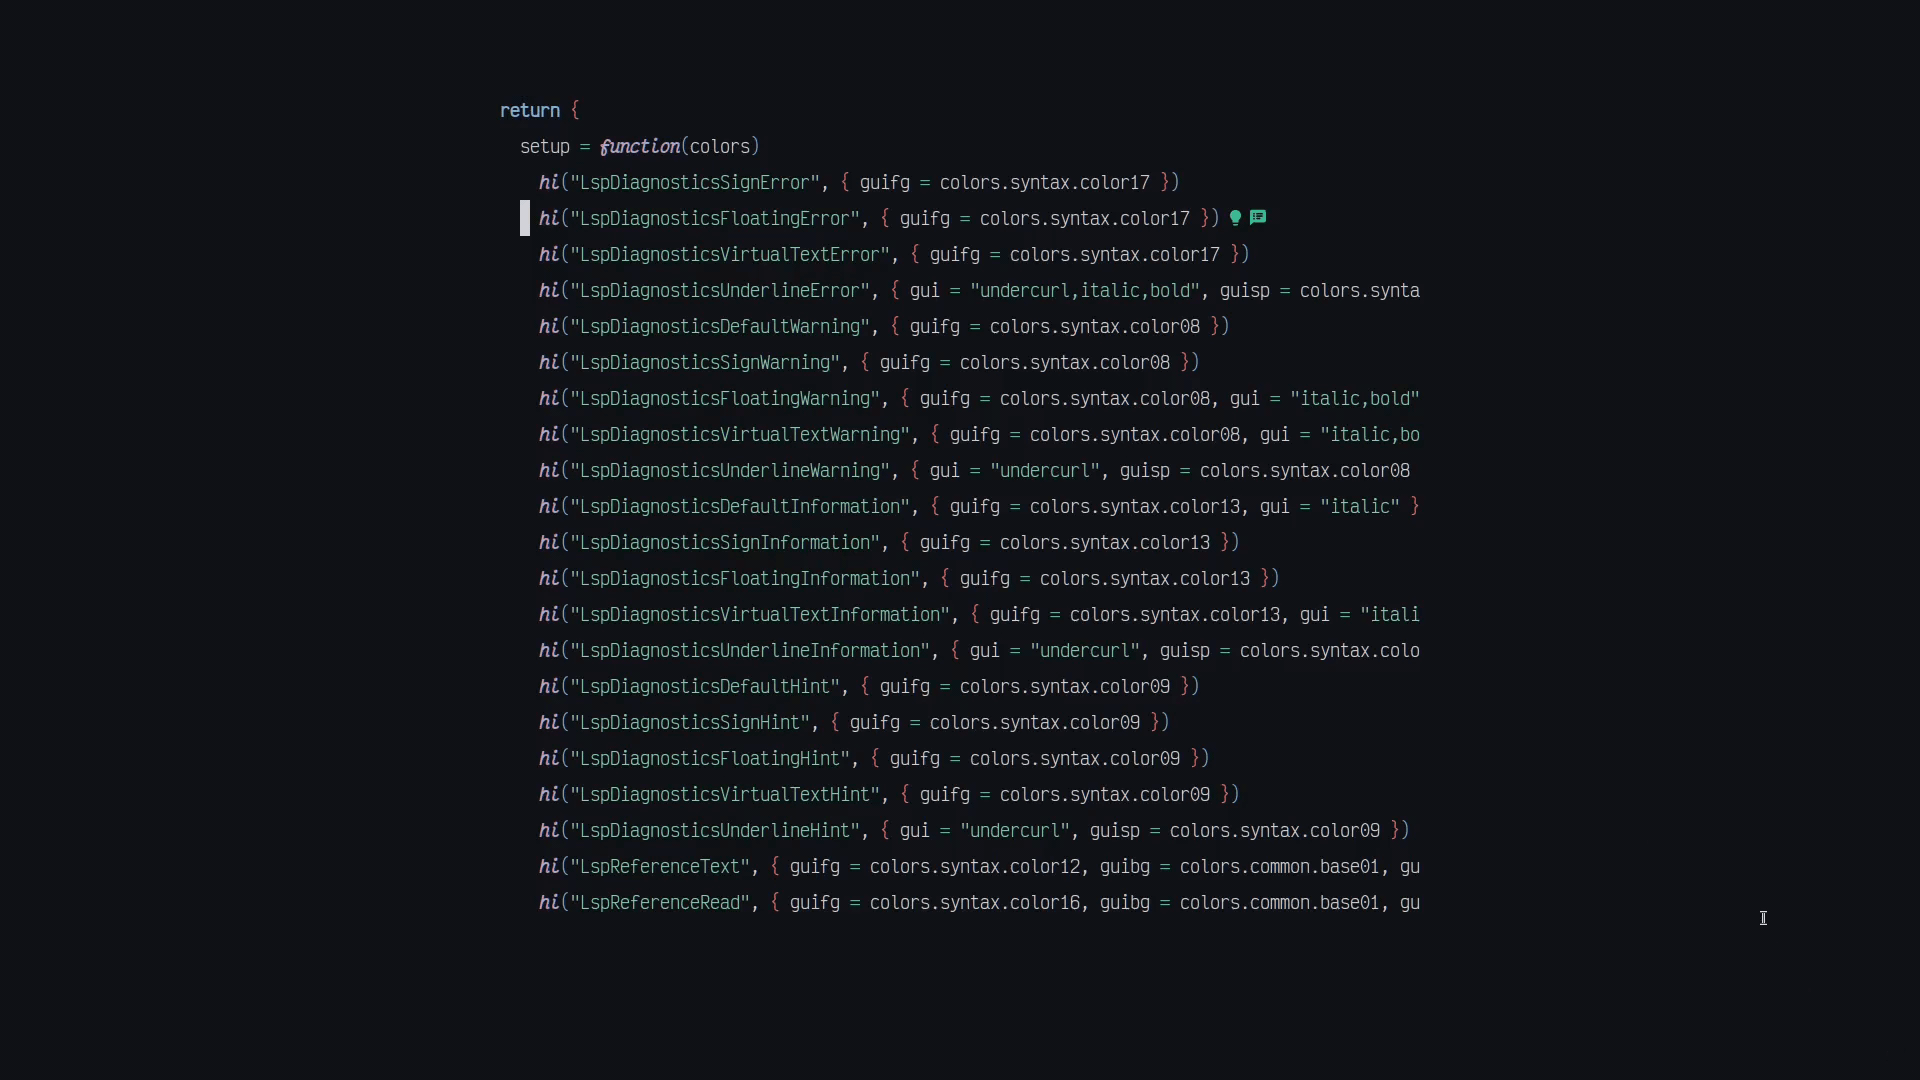 return {
setup = function(colors)
hi("LspDiagnosticsSignError", { guifg = colors.syntax.color17 })
hi("LspDiagnosticsFloatingError", { guifg = colors.syntax.color17 })
hi("LspDiagnosticsVirtualTextError", { guifg = colors.syntax.color17 })
hi("LspDiagnosticsUnderlineError", { gui = "undercurl,italic,bold", guisp = colors.synta
hi("LspDiagnosticsDefaultWarning", { guifg = colors.syntax.color08 })
hi("LspDiagnosticsSignWarning", { guifg = colors.syntax.color08 })
hi("LspDiagnosticsFloatingWarning", { guifg = colors.syntax.color08, gui = "italic,bold"
hi("LspDiagnosticsVirtualTextWarning", { guifg = colors.syntax.color08, gui = "italic,bo
hi("LspDiagnosticsUnderlineWarning", { gui = "undercurl", guisp = colors.syntax.color08
hi("LspDiagnosticsDefaultInformation", { guifg = colors.syntax.color13, gui = "italic" }
hi("LspDiagnosticsSignInformation", { guifg = colors.syntax.color13 })
hi("LspDiagnosticsFloatingInformation", { guifg = colors.syntax.color13 })
hi("LspDiagnosticsVirtualTextInformation", { guifg = colors.syntax.color13, gui = "itali
hi("LspDiagnosticsUnderlineInformation", { gui = "undercurl", guisp = colors.syntax.colo
hi("LspDiagnosticsDefaultHint", { guifg = colors.syntax.color09 })
hi("LspDiagnosticsSignHint", { guifg = colors.syntax.color09 })
hi("LspDiagnosticsFloatingHint", { guifg = colors.syntax.color09 })
hi("LspDiagnosticsVirtualTextHint", { guifg = colors.syntax.color09 })
hi("LspDiagnosticsUnderlineHint", { gui = "undercurl", guisp = colors.syntax.color09 })
hi("LspReferenceText", { guifg = colors.syntax.color12, guibg = colors.common.base01, gu
hi("LspReferenceRead", { guifg = colors.syntax.color16, guibg = colors.common.base01, gu